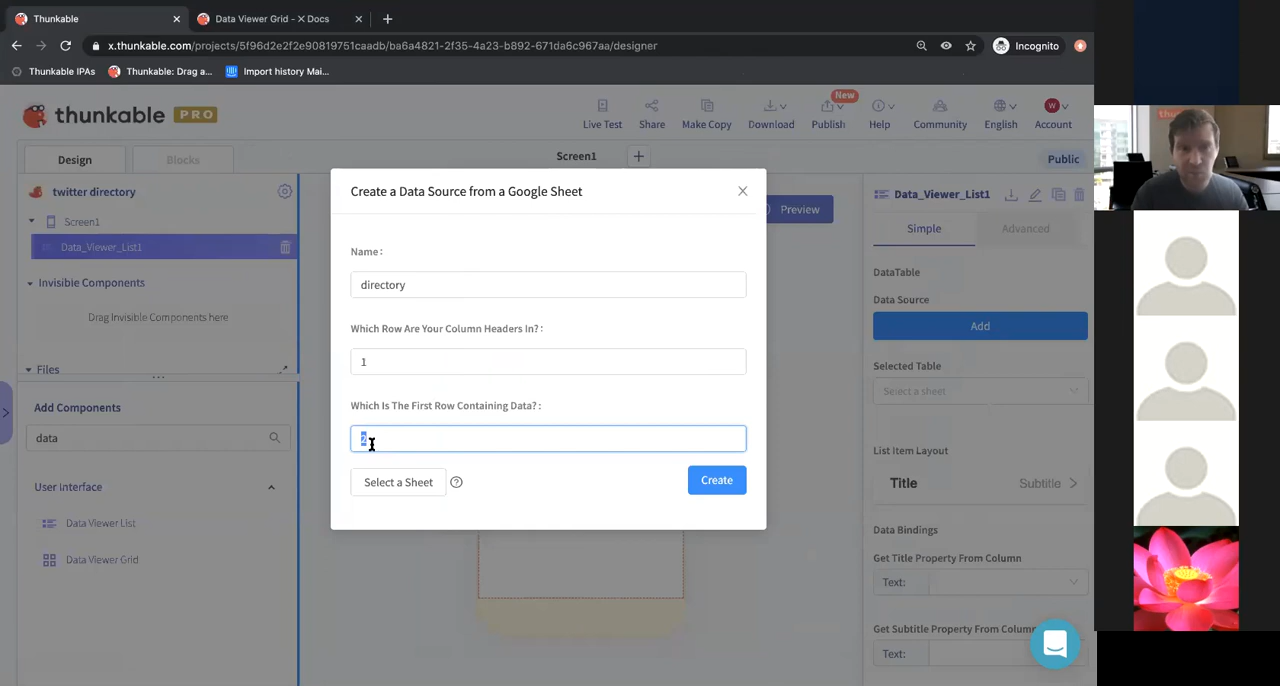 Thunkable
Data Viewer Grid - X Docs
x.thunkable.com/projects/5f96d2e2f2e90819751caadb/ba6a4821-2f35-4a23-b892-671da6c967aa/designer
Incognito
Thunkable IPAs
Thunkable: Drag a...
Import history Mai...
thunkable PRO
Live Test
Share
Make Copy
Download
New
Publish
Help
Community
English
W
Account
Design
Blocks
Screen1
Public
twitter directory
Screen1
Data_Viewer_List1
Invisible Components
Drag Invisible Components here
Files
Add Components
data
User Interface
Data Viewer List
Data Viewer Grid
Preview
Create a Data Source from a Google Sheet
Name:
directory
Which Row Are Your Column Headers In?:
1
Which Is The First Row Containing Data?:
2
Select a Sheet
Create
Data_Viewer_List1
Simple
Advanced
DataTable
Data Source
Add
Selected Table
Select a sheet
List Item Layout
Title
Subtitle
Data Bindings
Get Title Property From Column
Text:
Get Subtitle Property From Column
Text: